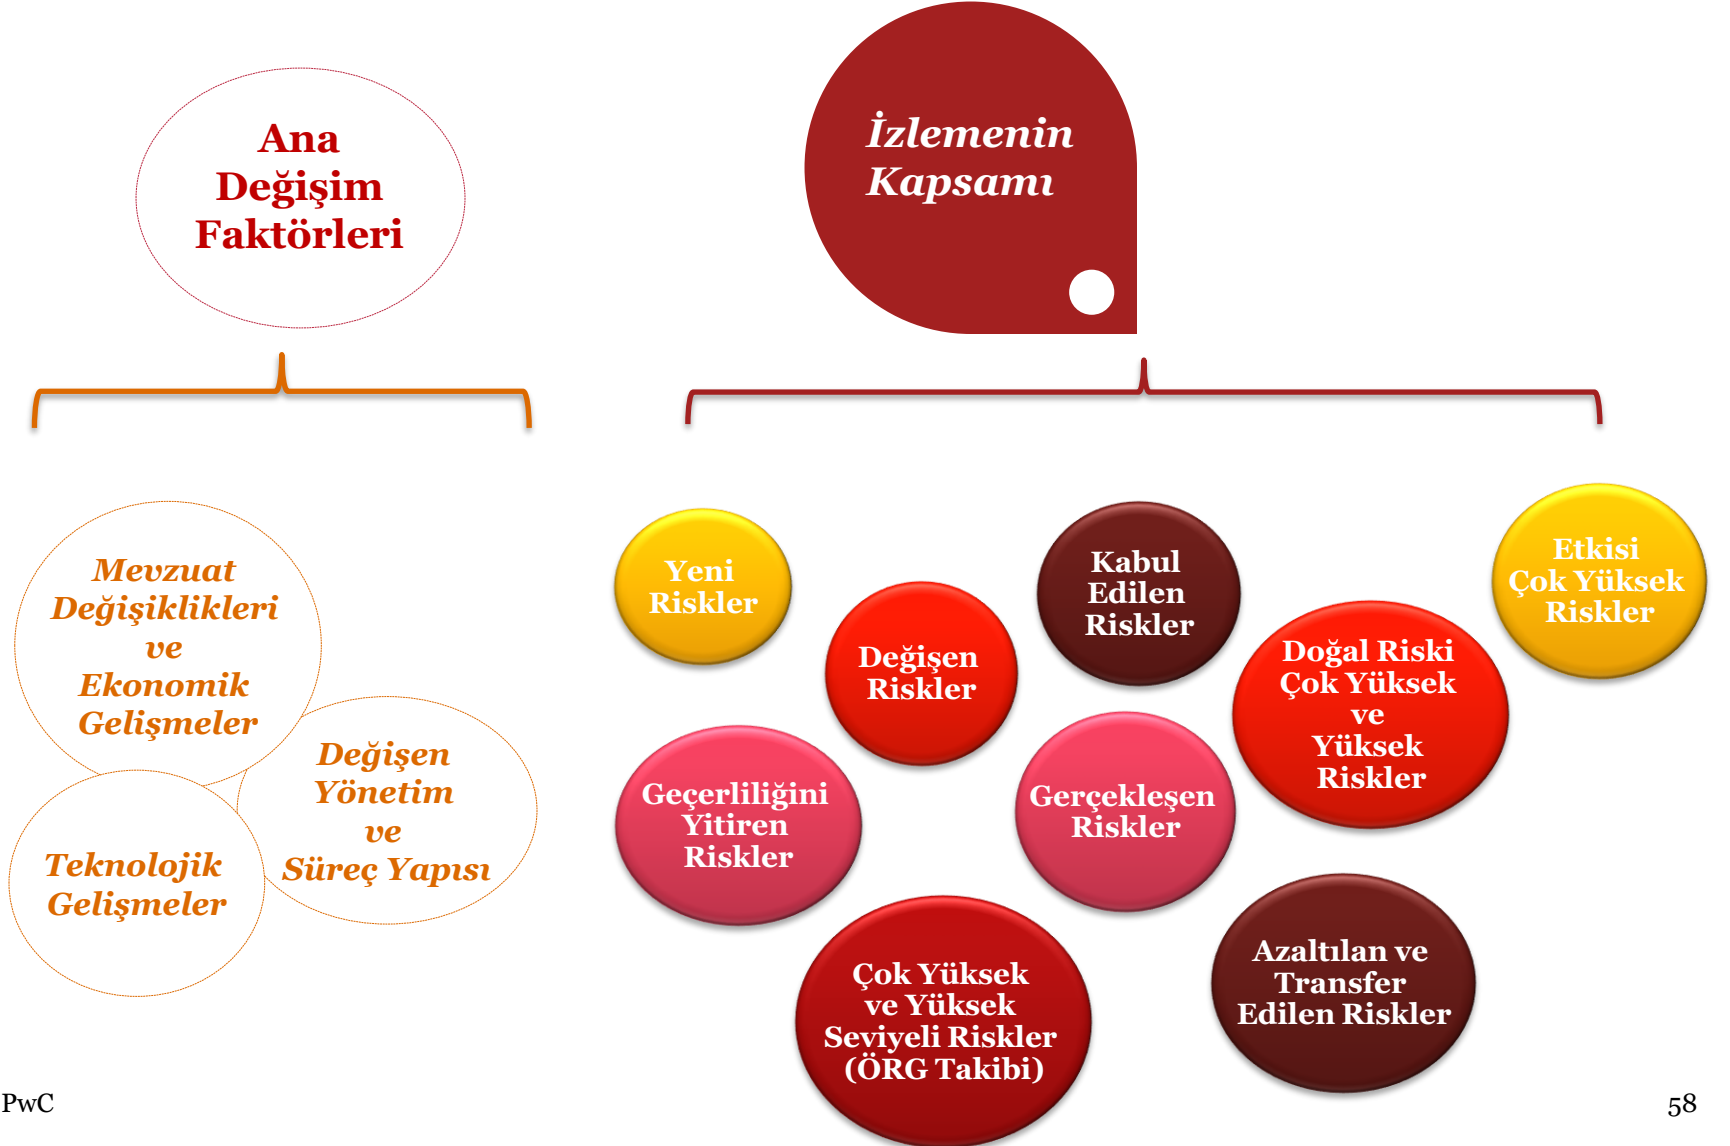 Ana
Değişim
Faktörleri
İzlemenin
Kapsamı
Mevzuat
Değişiklikleri
ve
Ekonomik
Gelişmeler
Değişen
Yönetim
ve
Süreç Yapısı
Teknolojik
Gelişmeler
Yeni
Riskler
Değişen
Riskler
Kabul
Edilen
Riskler
Doğal Riski
Çok Yüksek
ve
Yüksek
Riskler
Etkisi
Çok Yüksek
Riskler
Geçerliliğini
Yitiren
Riskler
Gerçekleşen
Riskler
Çok Yüksek
ve Yüksek
Seviyeli Riskler
(ÖRG Takibi)
Azaltılan ve
Transfer
Edilen Riskler
PwC
58